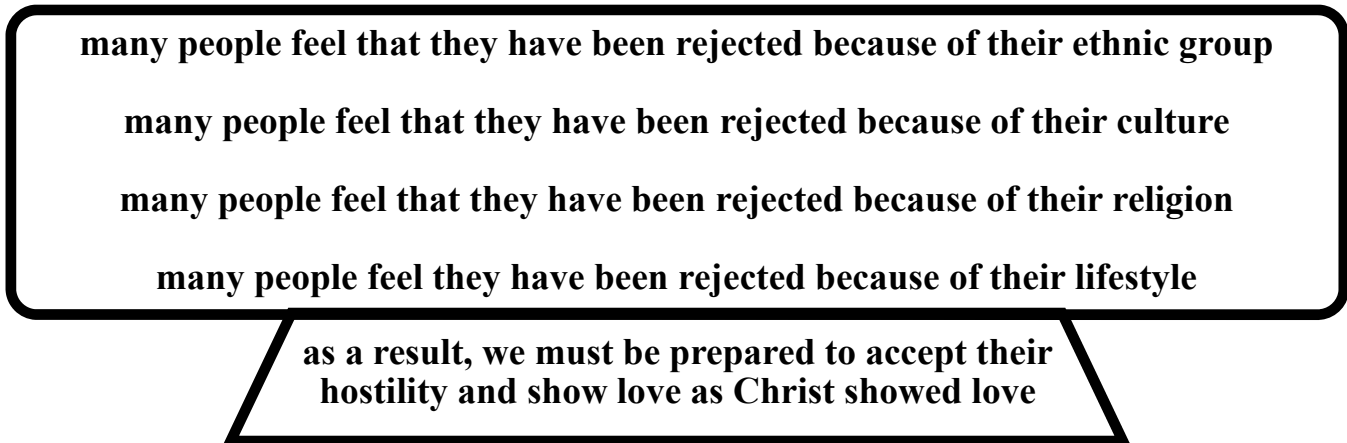 many people feel that they have been rejected because of their ethnic group
many people feel that they have been rejected because of their culture
many people feel that they have been rejected because of their religion
many people feel they have been rejected because of their lifestyle
as a result, we must be prepared to accept their
hostility and show love as Christ showed love